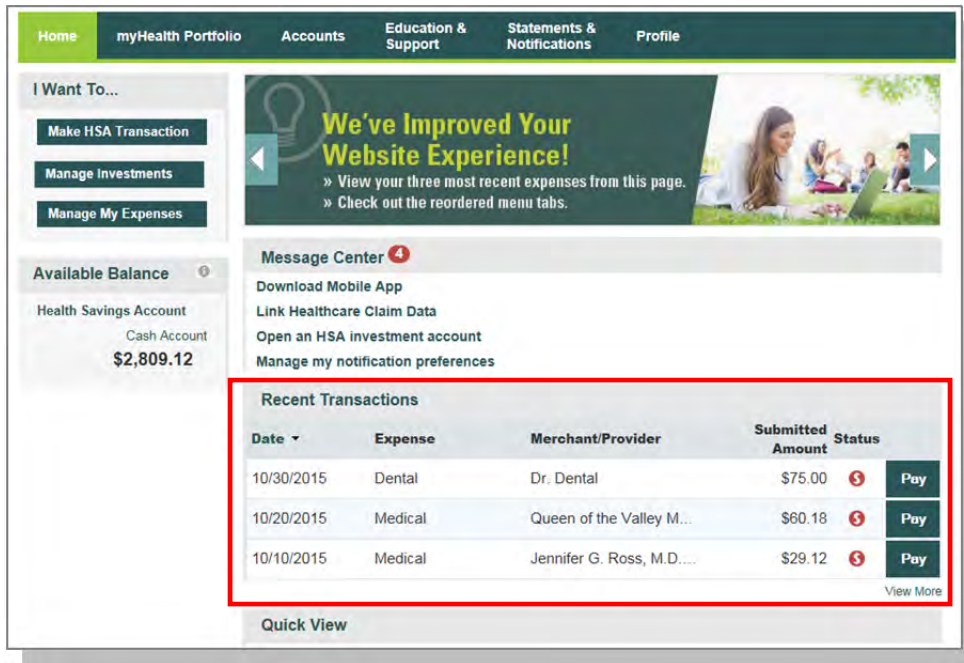 Home myHealth Portfolio Accounts Education & Support Statements & Notifications Profile
I Want To...
Make HSA Transaction
Manage Investments
Manage My Expenses
Available Balance
Health Savings Account
Cash Account
$2,809.12
We've Improved Your
Website Experience!
» View your three most recent expenses from this page.
» Check out the reordered menu tabs.
Message Center 4
Download Mobile App
Link Healthcare Claim Data
Open an HSA investment account
Manage my notification preferences
Recent Transactions
Date Expense Merchant/Provider Submitted Amount Status
10/30/2015 Dental Dr. Dental $75.00 $ Pay
10/20/2015 Medical Queen of the Valley M... $60.18 $ Pay
10/10/2015 Medical Jennifer G. Ross, M.D.... $29.12 $ Pay
View More
Quick View